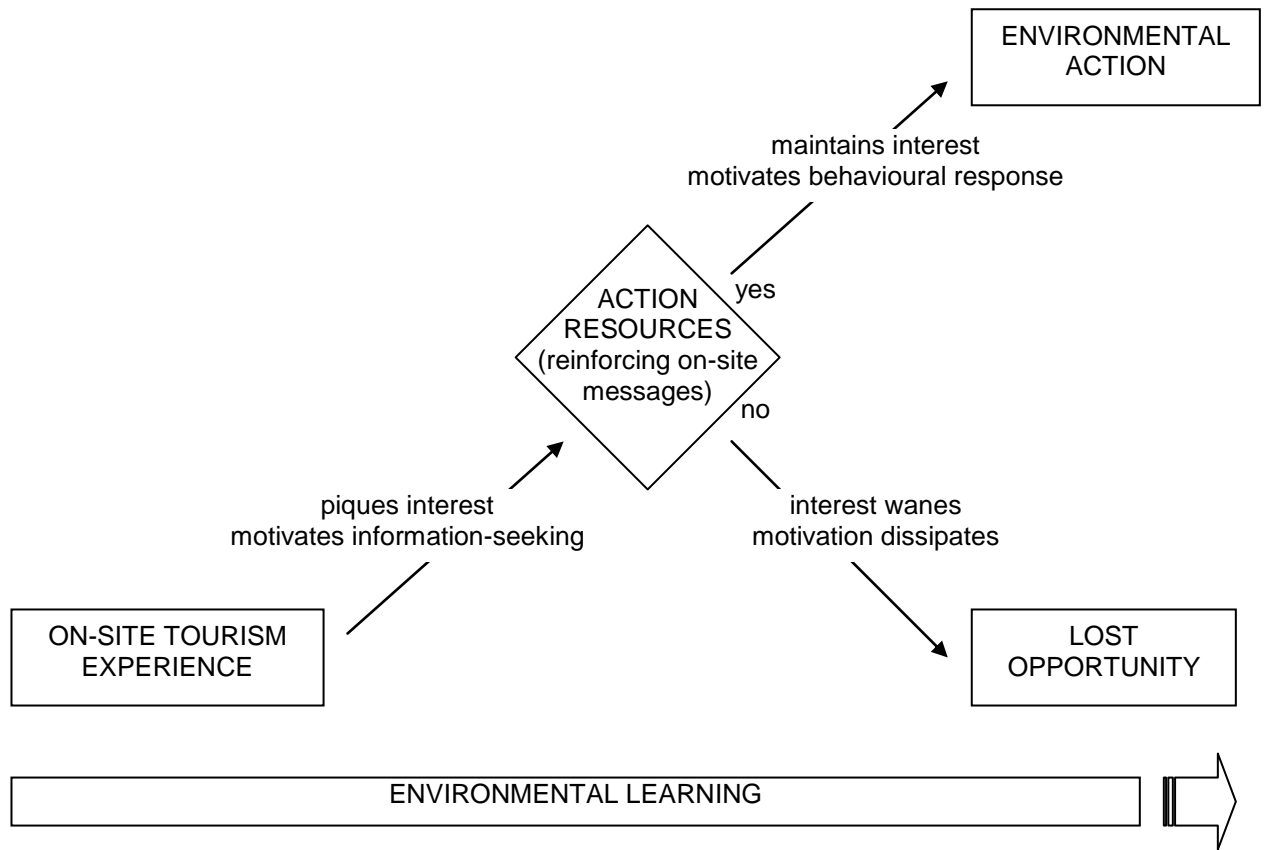 ENVIRONMENTAL
ACTION
maintains interest
motivates behavioural response
yes
ACTION
RESOURCES
(reinforcing on-site
messages)
no
piques interest
motivates information-seeking
interest wanes
motivation dissipates
ON-SITE TOURISM
EXPERIENCE
LOST
OPPORTUNITY
ENVIRONMENTAL LEARNING